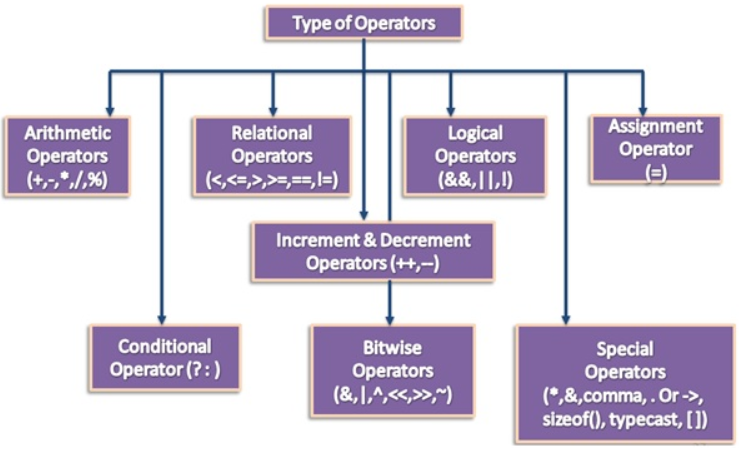 Type of Operators
Arithmetic
Operators
(+,-,*,/,%)
Relational
Operators
(<,<=,>,>=,==,!=)
Logical
Operators
(&&,||,!)
Assignment
Operator
(=)
Increment & Decrement
Operators (++,--)
Conditional
Operator (? : )
Bitwise
Operators
(&,|,^,<<,>>,~)
Special
Operators
(*,&,comma, . Or ->,
sizeof(), typecast, [ ])